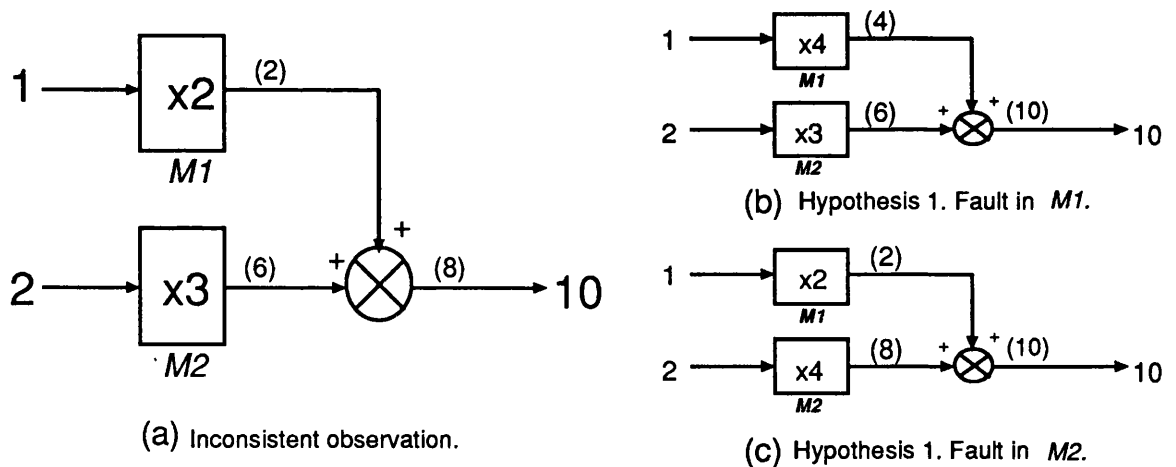 1
x2
(2)
M1
2
x3
(6)
M2
+
+
(8)
10
(a) Inconsistent observation.
1
x4
(4)
M1
2
x3
(6)
M2
+
+
(10)
10
(b) Hypothesis 1. Fault in M1.
1
x2
(2)
M1
2
x4
(8)
M2
+
+
(10)
10
(c) Hypothesis 1. Fault in M2.